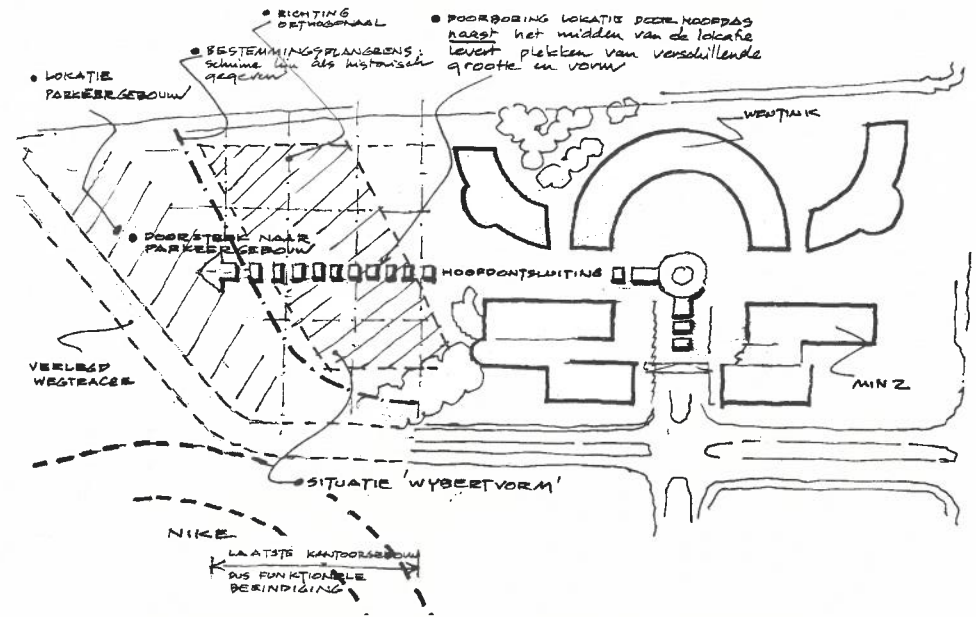 • RICHTING
ORTHOGONAAL
• DOORBORING LOKATIE DOOR HOOFDAS
naast het midden van de lokatie
levert plekken van verschillende
grootte en vorm
• BESTEMMINGSPLANGRENS:
schuine lijn als historisch
gegeven
• LOKATIE
PARKEERGEBOUW
WENTINK
• DOORSTEEK NAAR
PARKEERGEBOUW
HOOFDONTSLUITING
VERLEGD
WEGTRACEE
MIN Z
SITUATIE 'WYBERTVORM'
NIKE
LAATSTE KANTOORGEBOUW
DUS FUNKTIONELE
BEEINDIGING